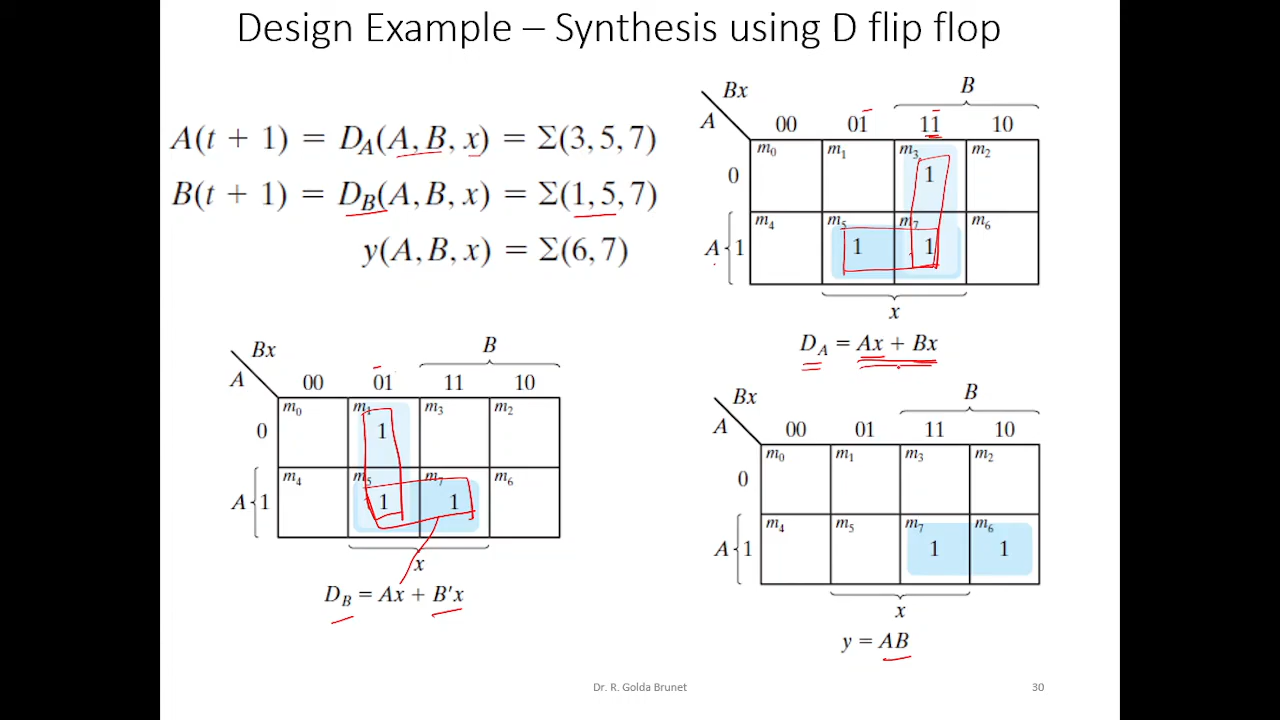 Design Example – Synthesis using D flip flop
A(t + 1) = D_A(A, B, x) = Σ(3, 5, 7)
B(t + 1) = D_B(A, B, x) = Σ(1, 5, 7)
y(A, B, x) = Σ(6, 7)
Bx
B
A
00 01 11 10
m0 m1 m3 m2
0 1
m4 m5 m7 m6
A 1 1 1
x
D_A = Ax + Bx
Bx
B
A
00 01 11 10
m0 m1 m3 m2
0 1
m4 m5 m7 m6
A 1 1 1
x
D_B = Ax + B′x
Bx
B
A
00 01 11 10
m0 m1 m3 m2
0
m4 m5 m7 m6
A 1 1 1
x
y = AB
Dr. R. Golda Brunet
30